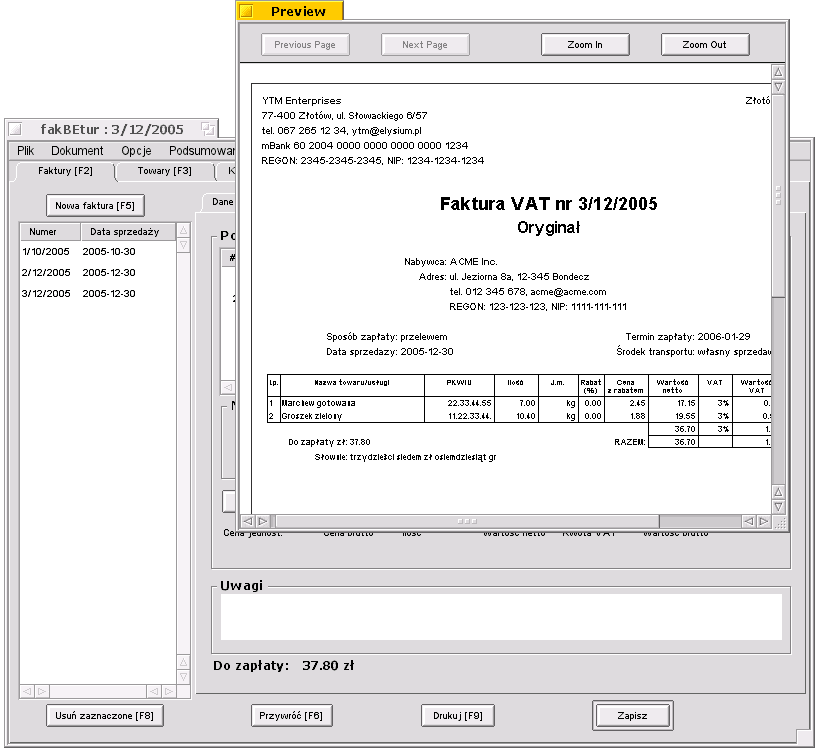 Preview
Previous Page Next Page Zoom In Zoom Out
YTM Enterprises Złotó
77-400 Złotów, ul. Słowackiego 6/57
tel. 067 265 12 34, ytm@elysium.pl
mBank 60 2004 0000 0000 0000 0000 1234
REGON: 2345-2345-2345, NIP: 1234-1234-1234
Faktura VAT nr 3/12/2005
Oryginał
Nabywca: ACME Inc.
Adres: ul. Jeziorna 8a, 12-345 Bondecz
tel. 012 345 678, acme@acme.com
REGON: 123-123-123, NIP: 1111-111-111
Sposób zapłaty: przelewem Termin zapłaty: 2006-01-29
Data sprzedazy: 2005-12-30 Środek transportu: własny sprzedaw
Lp. Nazwa towaru/usługi PKWIU Ilość J.m. Rabat (%) Cena z rabatem Wartość netto VAT Wartość VAT
1 Marchew gotowana 22.33.44.55 7.00 kg 0.00 2.45 17.15 3% 0.
2 Groszek zielony 11.22.33.44. 10.40 kg 0.00 1.88 19.55 3%
36.70 3% 1.
Do zapłaty zł: 37.80 RAZEM: 36.70 1.
Słownie: trzydzieści siedem zł osiemdziesiąt gr
fakBEtur : 3/12/2005
Plik Dokument Opcje Podsumowan
Faktury [F2] Towary [F3] K
Nowa faktura [F5] Dane
Numer Data sprzedaży
1/10/2005 2005-10-30
2/12/2005 2005-12-30
3/12/2005 2005-12-30
Po
#
N
Cena jednost. Cena brutto Ilość Wartość netto Kwota VAT Wartość brutto
Uwagi
Do zapłaty: 37.80 zł
Usuń zaznaczone [F8] Przywróć [F6] Drukuj [F9] Zapisz